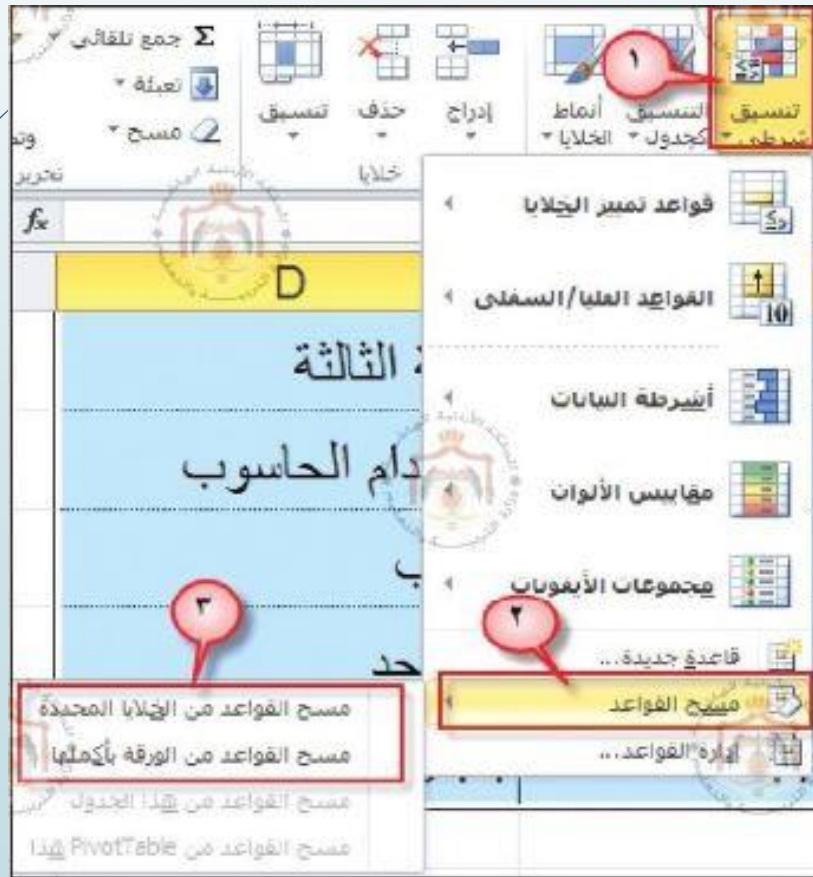 Σ جمع تلقائي
تعبئة
مسح
تحرير
تنسيق
حذف
إدراج
خلايا
أنماط الخلايا
التنسيق كجدول
تنسيق شرطي
١
fx
D
قواعد تمييز الخلايا
القواعد العليا/السفلى
10
أشرطة البيانات
مقاييس الألوان
مجموعات الأيقونات
قاعدة جديدة...
مسح القواعد
إدارة القواعد...
٢
الثالثة
دام الحاسوب
ب
حد
٣
مسح القواعد من الخلايا المحددة
مسح القواعد من الورقة بأكملها
مسح القواعد من هذا الجدول
مسح القواعد من PivotTable هذا